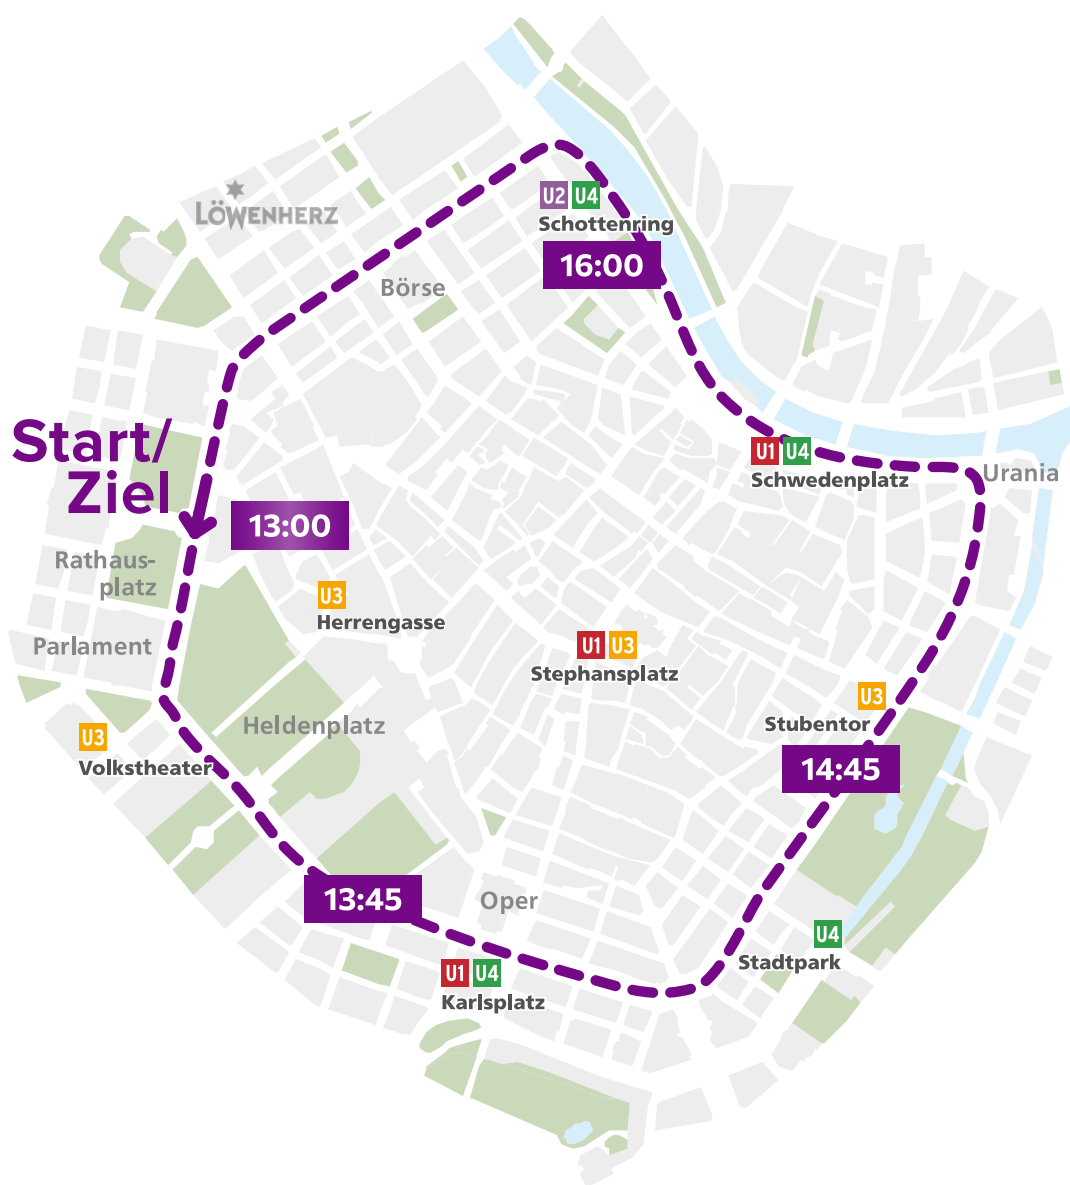 LÖWENHERZ
U2 U4
Schottenring
16:00
Börse
Start/
Ziel
13:00
U1 U4
Schwedenplatz
Urania
Rathaus-
platz
U3
Herrengasse
Parlament
U1 U3
Stephansplatz
U3
Stubentor
Heldenplatz
U3
Volkstheater
14:45
13:45
Oper
U4
Stadtpark
U1 U4
Karlsplatz